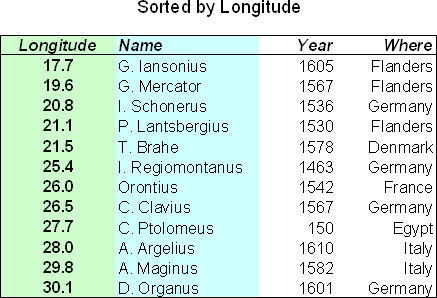 Sorted by Longitude
Longitude Name Year Where
17.7 G. Iansonius 1605 Flanders
19.6 G. Mercator 1567 Flanders
20.8 I. Schonerus 1536 Germany
21.1 P. Lantsbergius 1530 Flanders
21.5 T. Brahe 1578 Denmark
25.4 I. Regiomontanus 1463 Germany
26.0 Orontius 1542 France
26.5 C. Clavius 1567 Germany
27.7 C. Ptolomeus 150 Egypt
28.0 A. Argelius 1610 Italy
29.8 A. Maginus 1582 Italy
30.1 D. Organus 1601 Germany